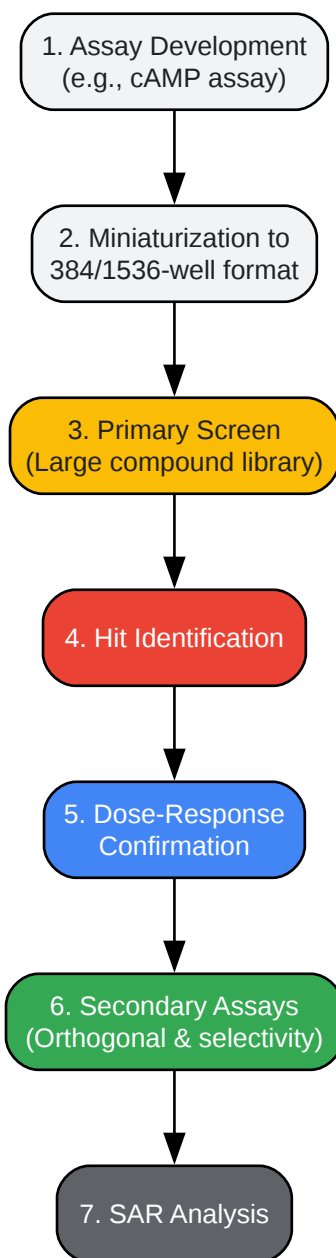 1. Assay Development
(e.g., cAMP assay)
2. Miniaturization to
384/1536-well format
3. Primary Screen
(Large compound library)
4. Hit Identification
5. Dose-Response
Confirmation
6. Secondary Assays
(Orthogonal & selectivity)
7. SAR Analysis